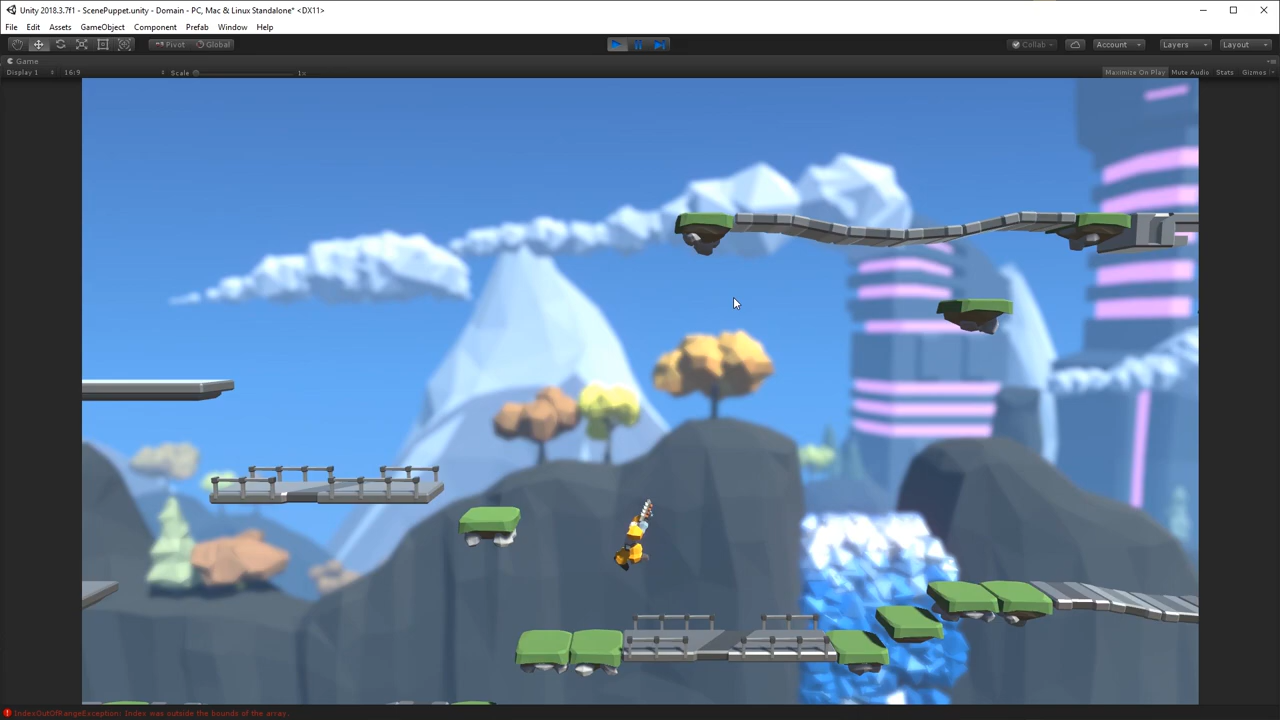 Unity 2018.3.7f1 - ScenePuppet.unity - Domain - PC, Mac & Linux Standalone* <DX11>
File Edit Assets GameObject Component Prefab Window Help
Pivot Global Collab Account Layers Layout
Game
Display 1 16:9 Scale 1x Maximize On Play Mute Audio Stats Gizmos
IndexOutOfRangeException: Index was outside the bounds of the array.